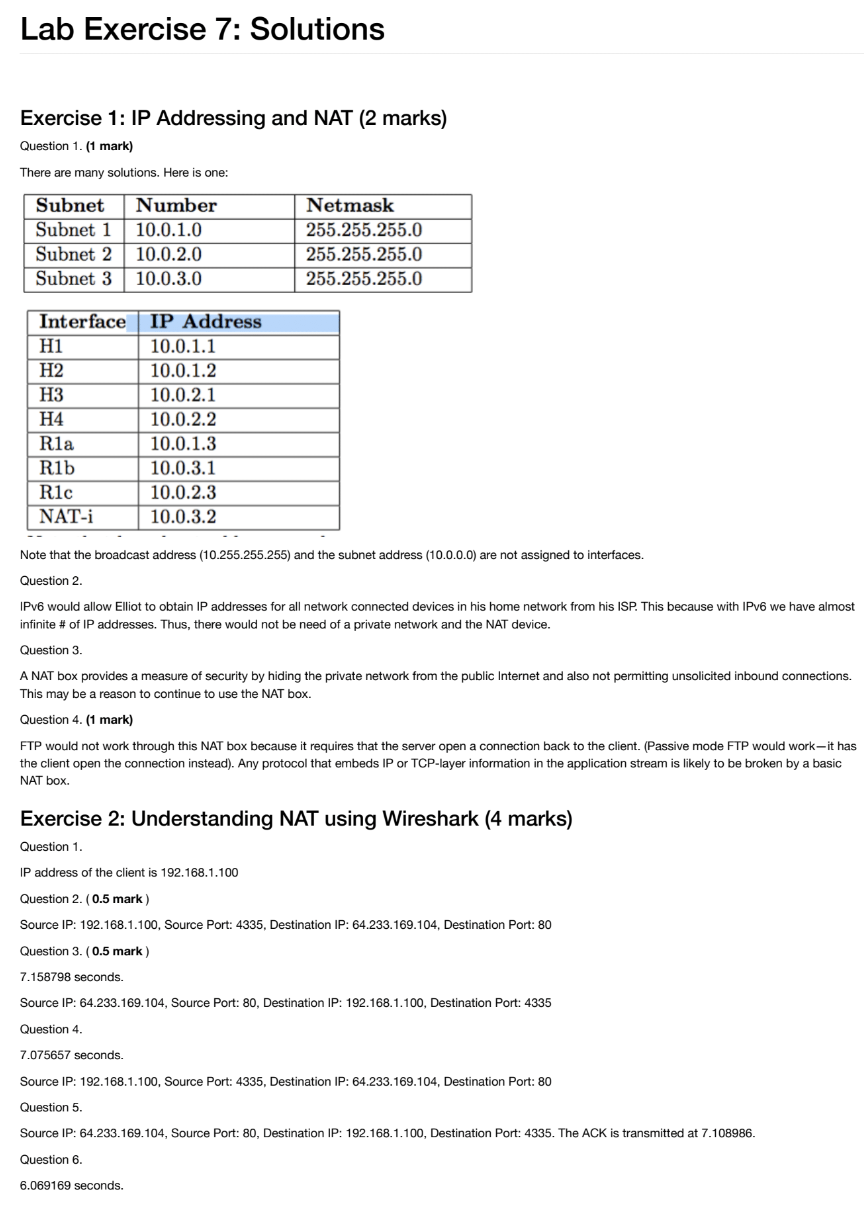 Lab Exercise 7: Solutions
Exercise 1: IP Addressing and NAT (2 marks)
Question 1. (1 mark)
There are many solutions. Here is one:
Subnet Number Netmask
Subnet 1 10.0.1.0 255.255.255.0
Subnet 2 10.0.2.0 255.255.255.0
Subnet 3 10.0.3.0 255.255.255.0
Interface IP Address
H1 10.0.1.1
H2 10.0.1.2
H3 10.0.2.1
H4 10.0.2.2
R1a 10.0.1.3
R1b 10.0.3.1
R1c 10.0.2.3
NAT-i 10.0.3.2
Note that the broadcast address (10.255.255.255) and the subnet address (10.0.0.0) are not assigned to interfaces.
Question 2.
IPv6 would allow Elliot to obtain IP addresses for all network connected devices in his home network from his ISP. This because with IPv6 we have almost
infinite # of IP addresses. Thus, there would not be need of a private network and the NAT device.
Question 3.
A NAT box provides a measure of security by hiding the private network from the public Internet and also not permitting unsolicited inbound connections.
This may be a reason to continue to use the NAT box.
Question 4. (1 mark)
FTP would not work through this NAT box because it requires that the server open a connection back to the client. (Passive mode FTP would work—it has
the client open the connection instead). Any protocol that embeds IP or TCP-layer information in the application stream is likely to be broken by a basic
NAT box.
Exercise 2: Understanding NAT using Wireshark (4 marks)
Question 1.
IP address of the client is 192.168.1.100
Question 2. ( 0.5 mark )
Source IP: 192.168.1.100, Source Port: 4335, Destination IP: 64.233.169.104, Destination Port: 80
Question 3. ( 0.5 mark )
7.158798 seconds.
Source IP: 64.233.169.104, Source Port: 80, Destination IP: 192.168.1.100, Destination Port: 4335
Question 4.
7.075657 seconds.
Source IP: 192.168.1.100, Source Port: 4335, Destination IP: 64.233.169.104, Destination Port: 80
Question 5.
Source IP: 64.233.169.104, Source Port: 80, Destination IP: 192.168.1.100, Destination Port: 4335. The ACK is transmitted at 7.108986.
Question 6.
6.069169 seconds.